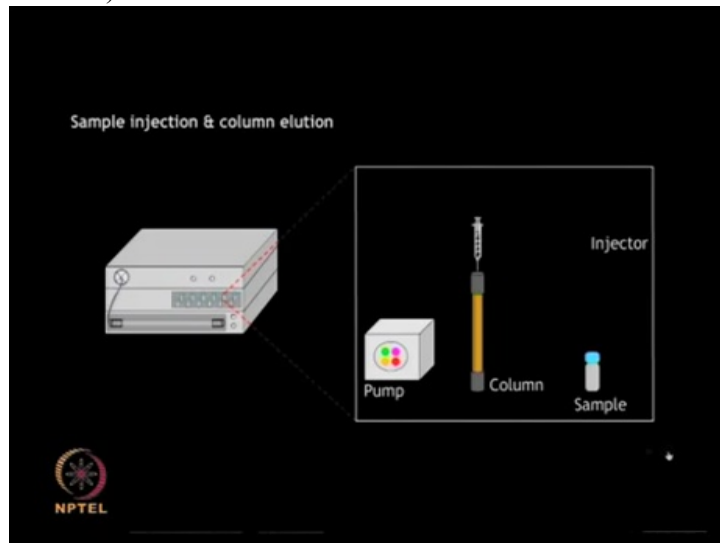 )
Sample injection & column elution
Injector
Pump
Column
Sample
NPTEL